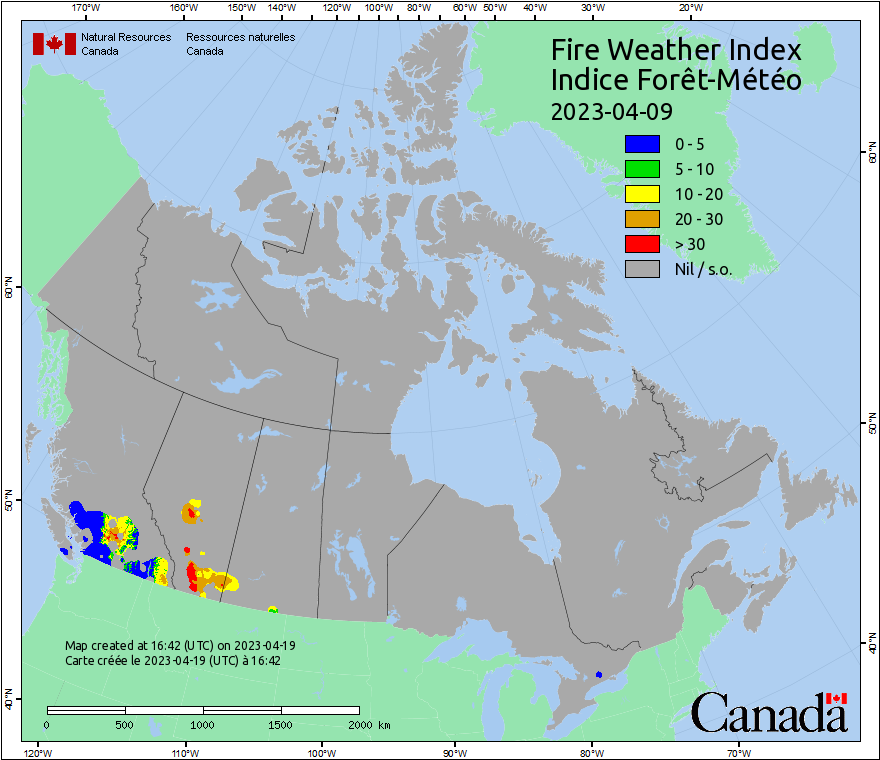 170°W 160°W 150°W 140°W 130°W 120°W 110°W 100°W 90°W 80°W 70°W 60°W 50°W 40°W 30°W 20°W
Natural Resources Canada
Ressources naturelles Canada
Fire Weather Index
Indice Forêt-Météo
2023-04-09
0 - 5
5 - 10
10 - 20
20 - 30
> 30
Nil / s.o.
60°N
60°N
50°N
50°N
40°N
40°N
Map created at 16:42 (UTC) on 2023-04-19
Carte créée le 2023-04-19 (UTC) à 16:42
0 500 1000 1500 2000 km
Canada
120°W 110°W 100°W 90°W 80°W 70°W